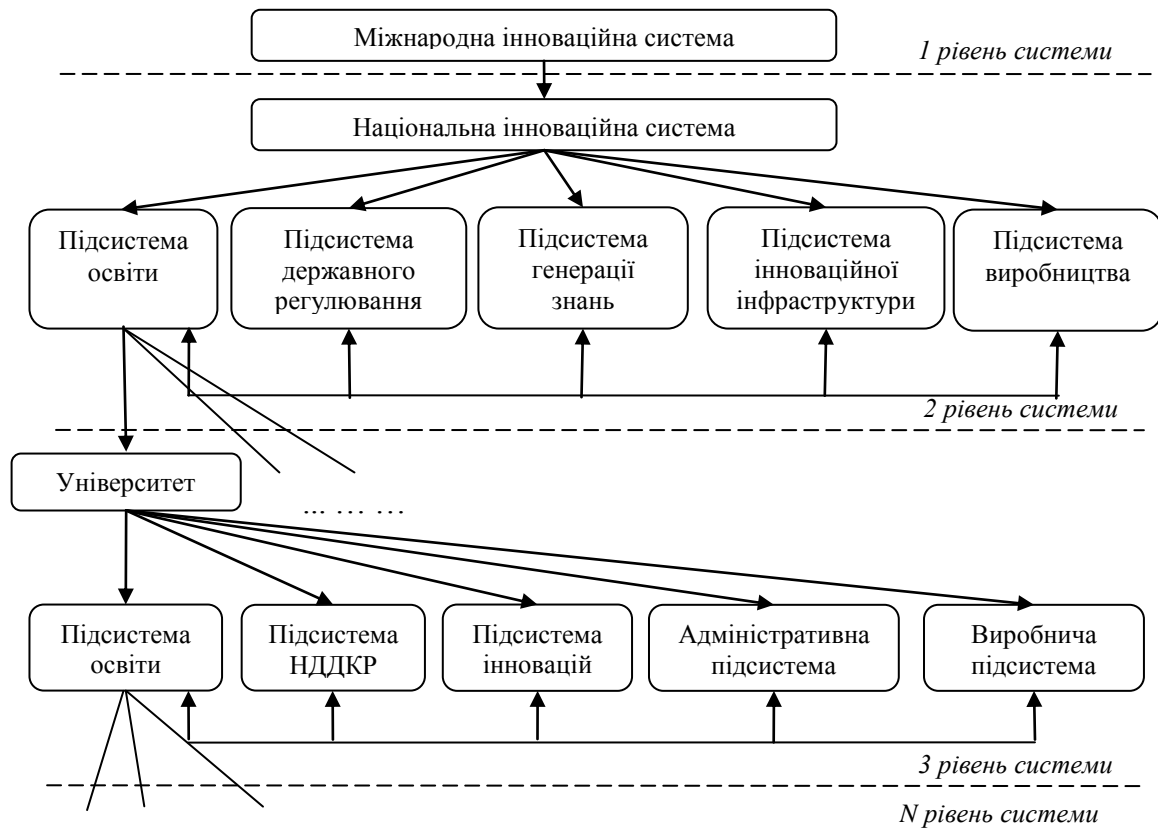 Міжнародна інноваційна система
1 рівень системи
Національна інноваційна система
Підсистема
освіти
Підсистема
державного
регулювання
Підсистема
генерації
знань
Підсистема
інноваційної
інфраструктури
Підсистема
виробництва
2 рівень системи
Університет
... … …
Підсистема
освіти
Підсистема
НДДКР
Підсистема
інновацій
Адміністративна
підсистема
Виробнича
підсистема
3 рівень системи
N рівень системи